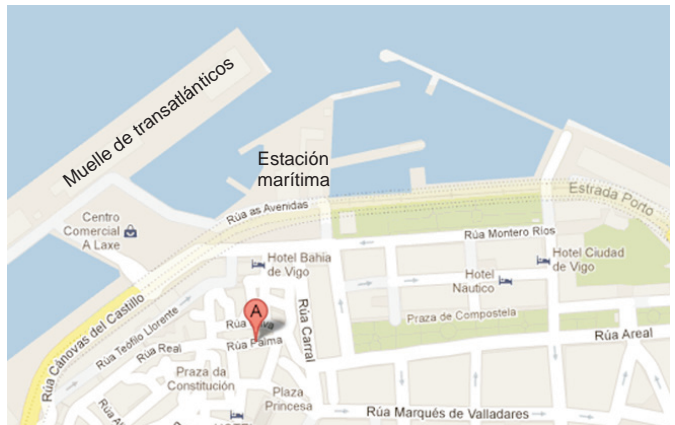 Muelle de transatlánticos
Estación
marítima
Centro
Comercial
A Laxe
Rúa as Avenidas
Estrada Porto
Rúa Montero Ríos
Hotel Bahía
de Vigo
Hotel Ciudad
de Vigo
Hotel
Náutico
Rúa Cánovas del Castillo
Rúa Teófilo Llorente
A
Rúa
Rúa Palma
Rúa Real
Rúa Carral
Praza de Compostela
Rúa Areal
Praza da
Constitución
Plaza
Princesa
Rúa Marqués de Valladares